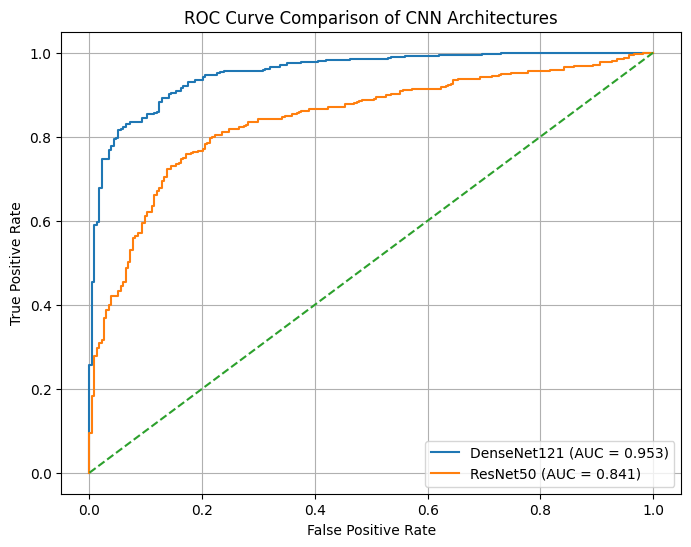 ROC Curve Comparison of CNN Architectures
True Positive Rate
1.0
0.8
0.6
0.4
0.2
0.0
DenseNet121 (AUC = 0.953)
ResNet50 (AUC = 0.841)
0.0 0.2 0.4 0.6 0.8 1.0
False Positive Rate